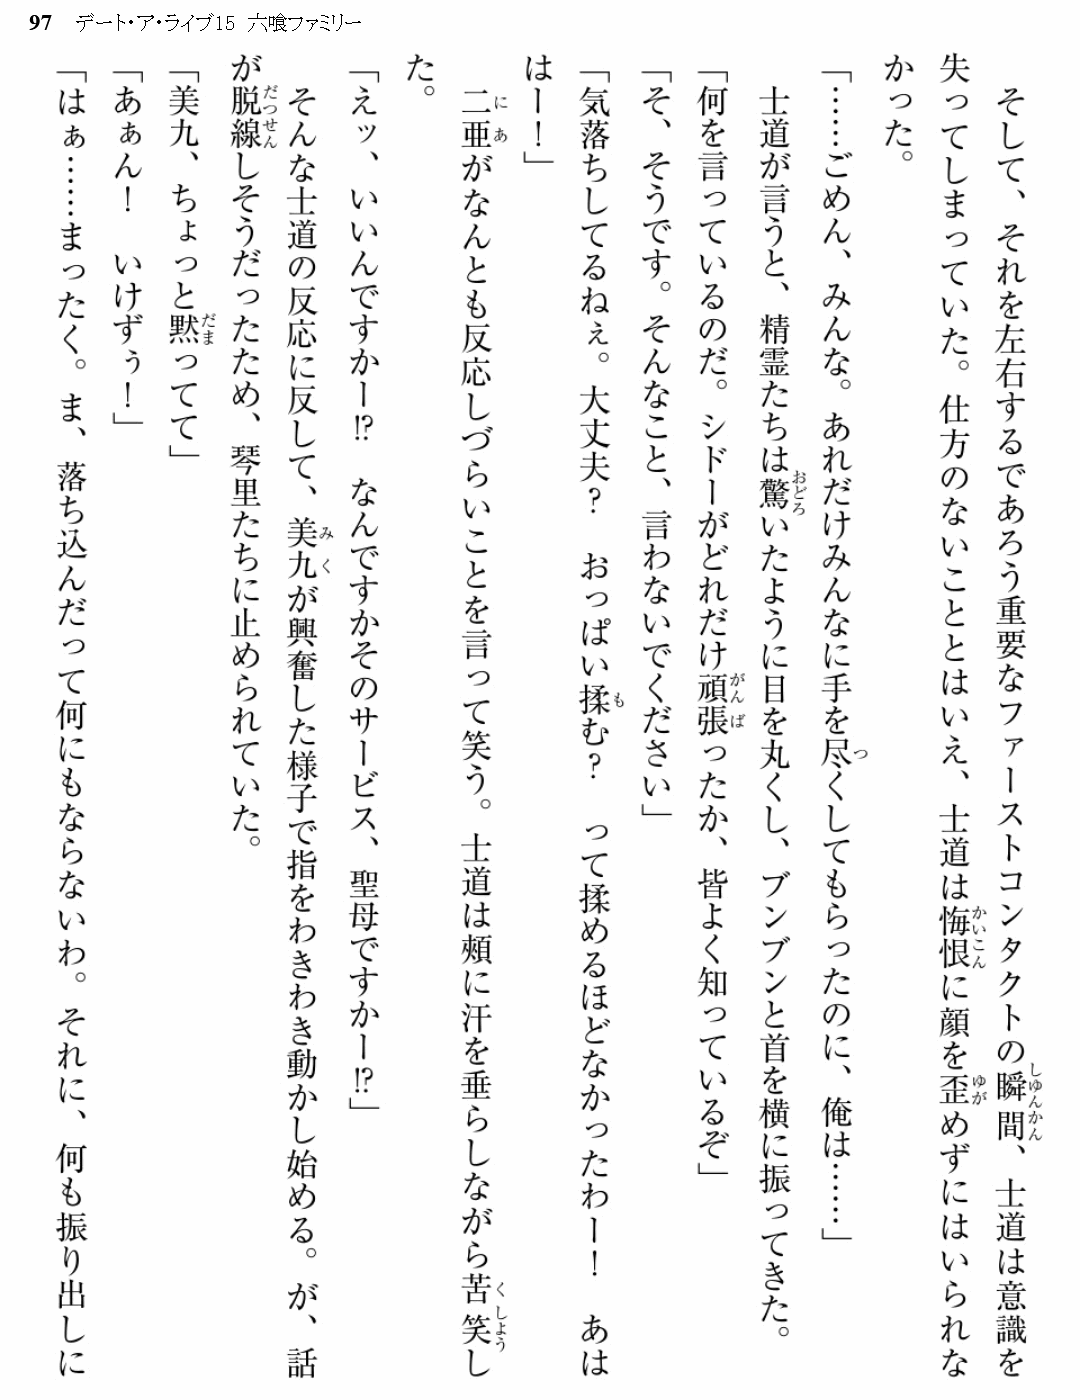 97 デート・ア・ライブ15 六喰ファミリー
　そして、それを左右するであろう重要なファーストコンタクトの瞬間、士道は意識を
失ってしまっていた。仕方のないこととはいえ、士道は悔恨に顔を歪めずにはいられな
かった。
「……ごめん、みんな。あれだけみんなに手を尽くしてもらったのに、俺は……」
　士道が言うと、精霊たちは驚いたように目を丸くし、ブンブンと首を横に振ってきた。
「何を言っているのだ。シドーがどれだけ頑張ったか、皆よく知っているぞ」
「そ、そうです。そんなこと、言わないでください」
「気落ちしてるねぇ。大丈夫？　おっぱい揉む？　って揉めるほどなかったわー！　あは
はー！」
　二亜がなんとも反応しづらいことを言って笑う。士道は頰に汗を垂らしながら苦笑し
た。
「えッ、いいんですかー!?　なんですかそのサービス、聖母ですかー!?」
　そんな士道の反応に反して、美九が興奮した様子で指をわきわき動かし始める。が、話
が脱線しそうだったため、琴里たちに止められていた。
「美九、ちょっと黙ってて」
「あぁん！　いけずぅ！」
「はぁ……まったく。ま、落ち込んだって何にもならないわ。それに、何も振り出しに